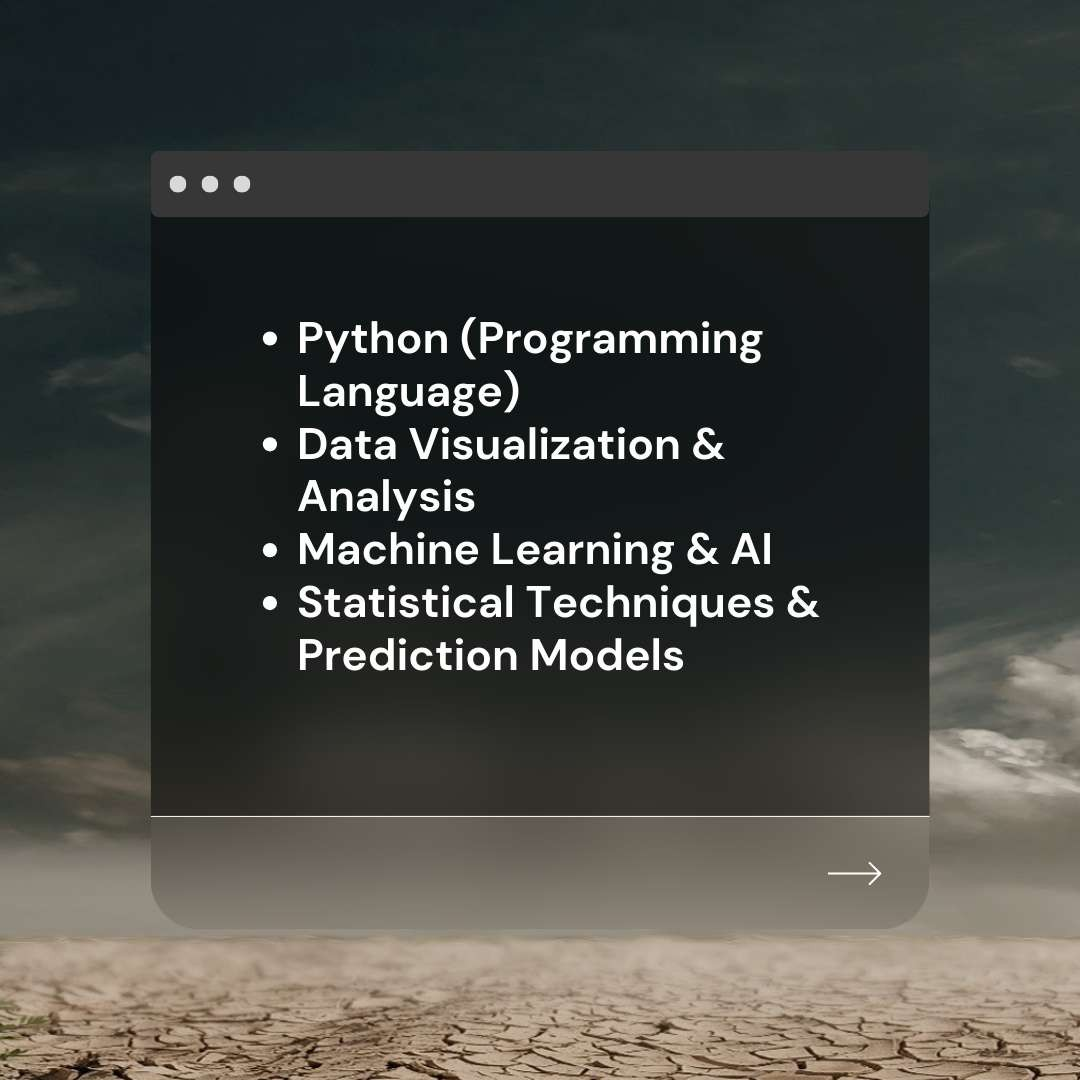 • Python (Programming
Language)
• Data Visualization &
Analysis
• Machine Learning & AI
• Statistical Techniques &
Prediction Models